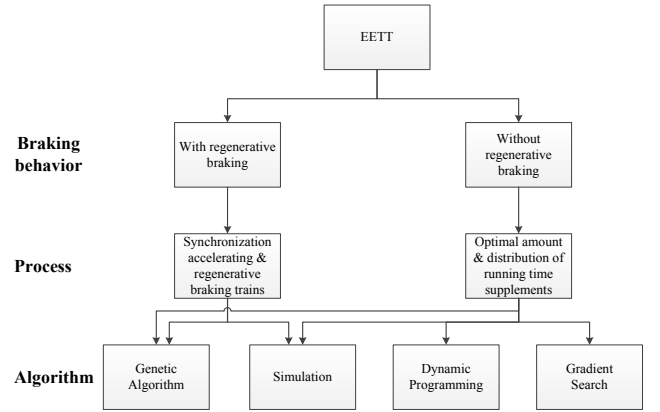 EETT
Braking
behavior
With regenerative
braking
Without
regenerative
braking
Process
Synchronization
accelerating &
regenerative
braking trains
Optimal amount
& distribution of
running time
supplements
Algorithm
Genetic
Algorithm
Simulation
Dynamic
Programming
Gradient
Search